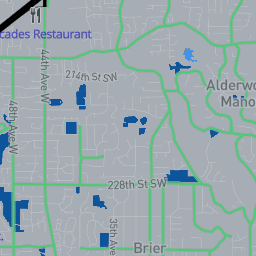 cades Restaurant
214th St SW
44th Ave W
48th Ave W
Alderwo
Mano
228th St SW
35th Ave
Brier